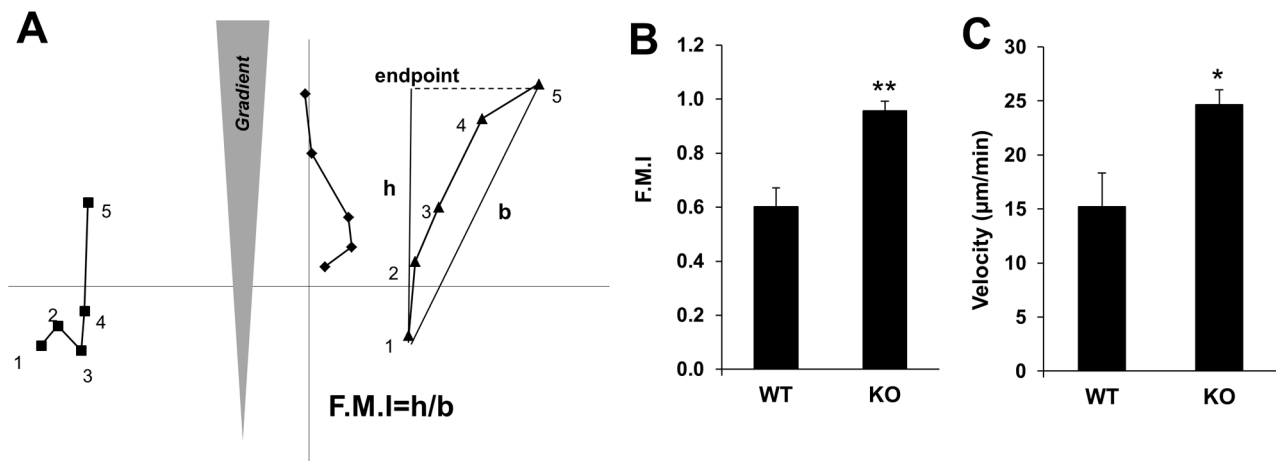 A
Gradient
endpoint
h
b
1
2
3
4
5
1
2
3
4
5
F.M.I=h/b
B
F.M.I
1.2
1.0
0.8
0.6
0.4
0.2
0.0
**
WT
KO
C
Velocity (µm/min)
30
25
20
15
10
5
0
*
WT
KO